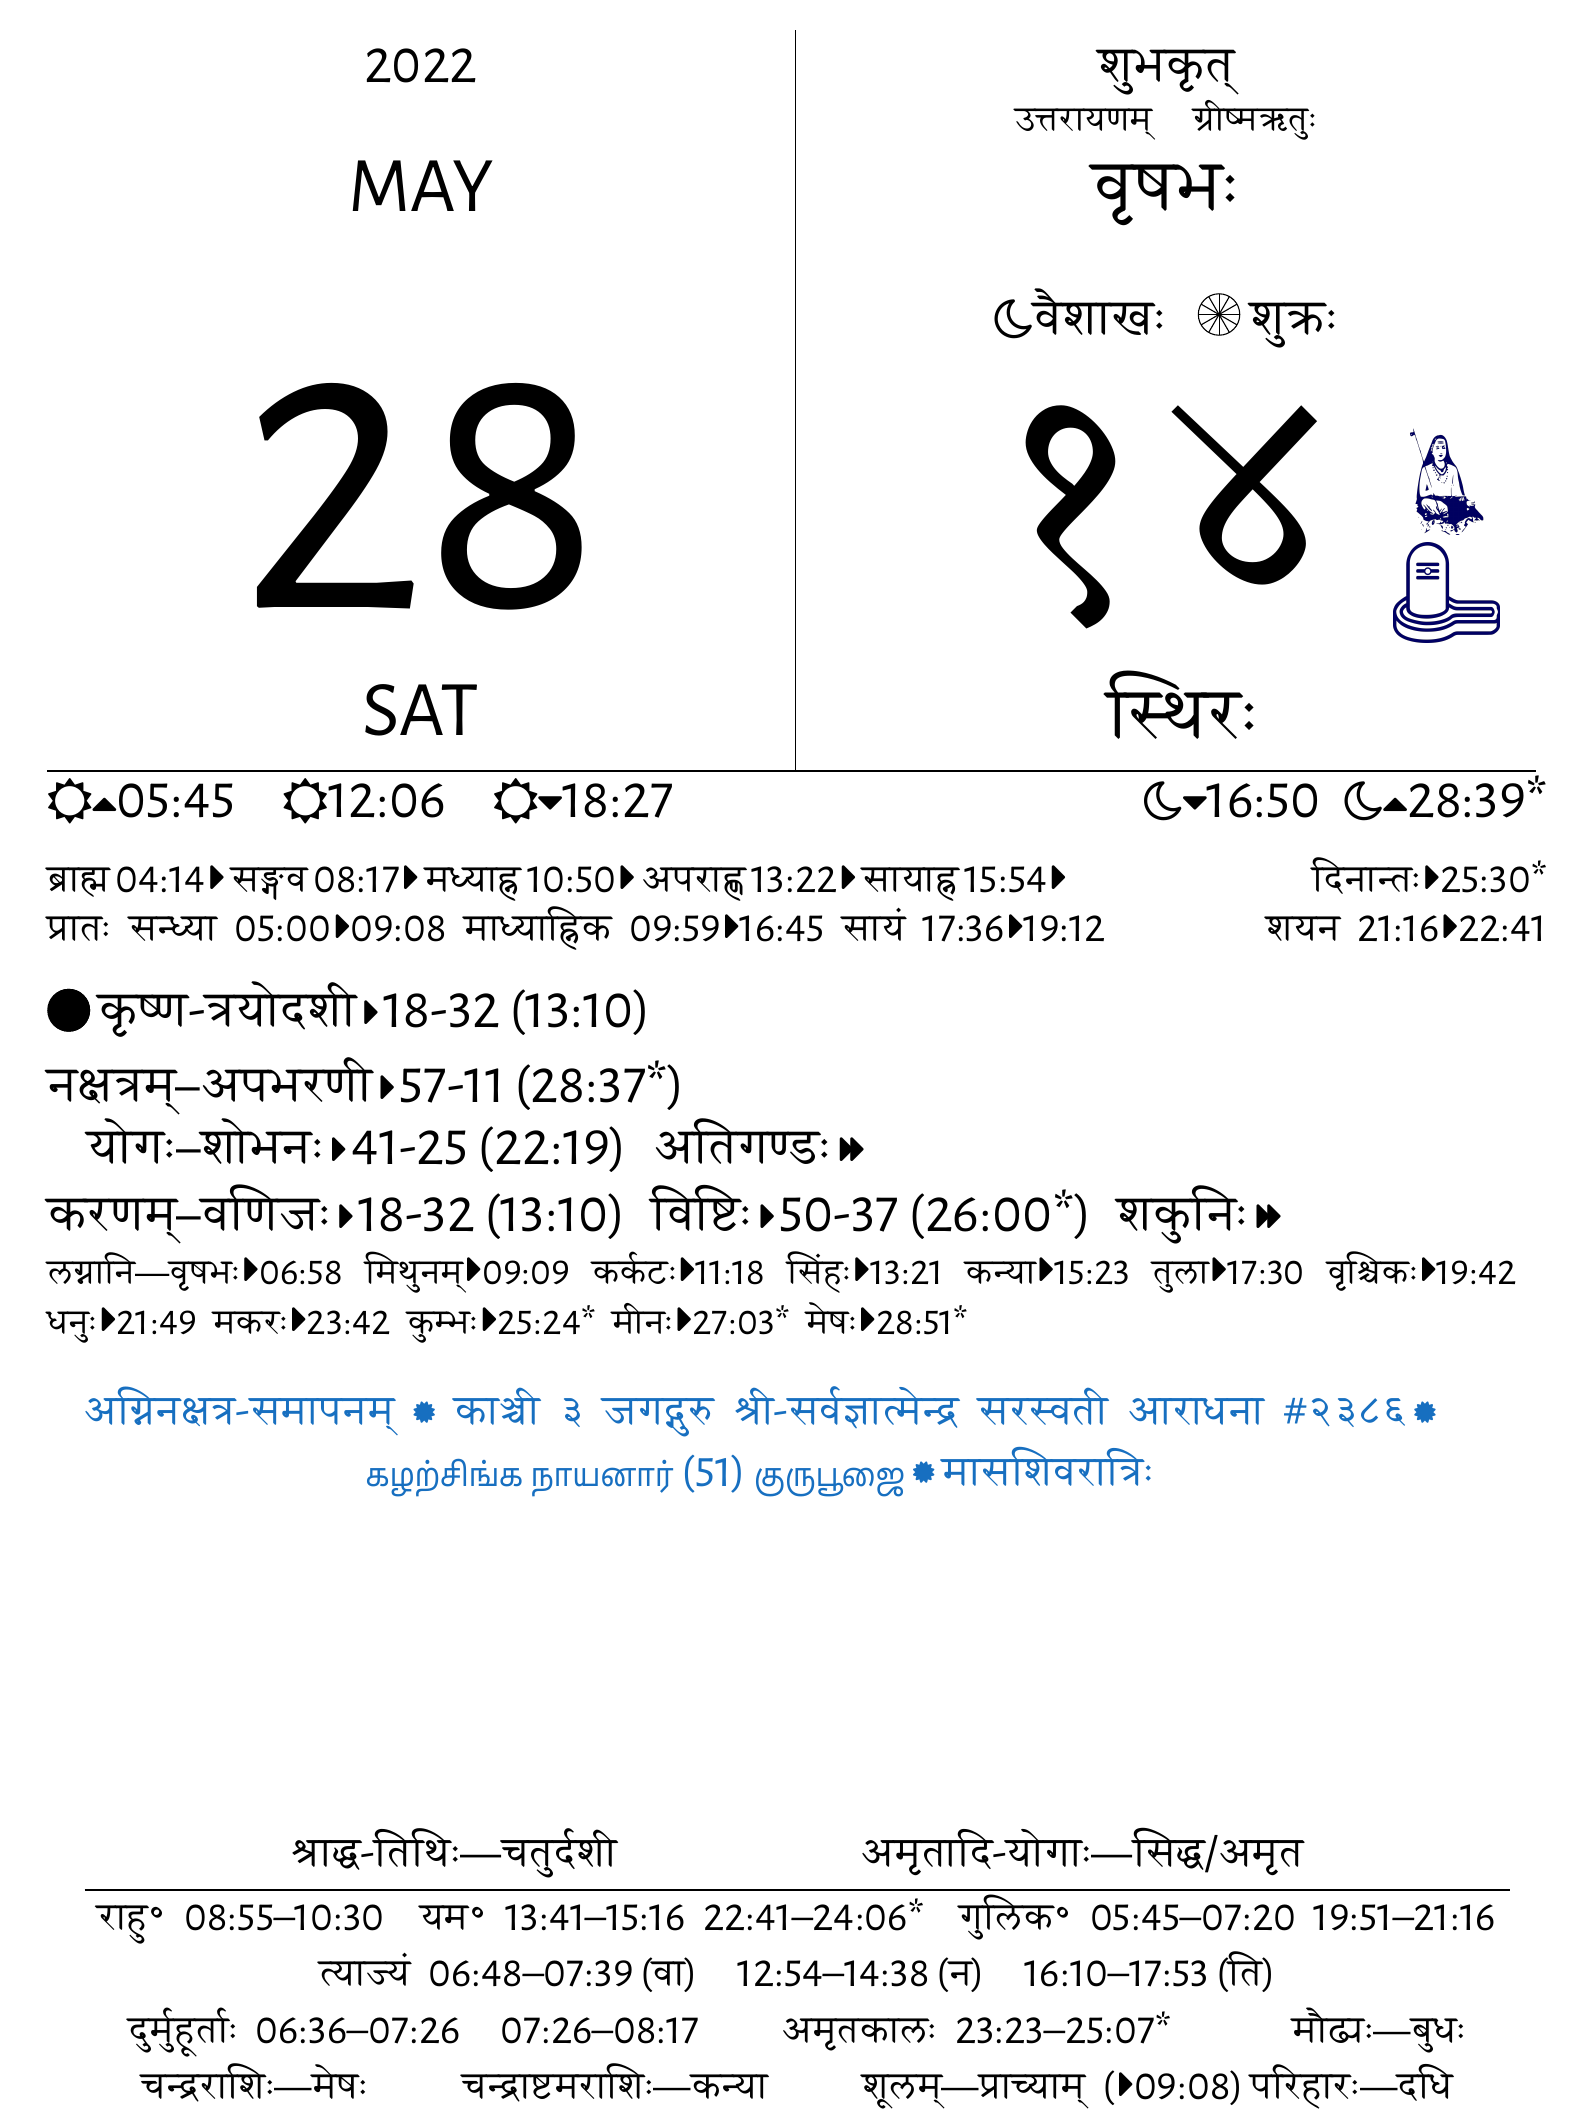 2022
MAY
28
SAT
शुभकृत्
उत्तरायणम् ग्रीष्मऋतुः
वृषभः
वैशाखः शुक्रः
१४
स्थिरः
05:45 12:06 18:27 16:50 28:39*
ब्राह्म 04:14 सङ्गव 08:17 मध्याह्न 10:50 अपराह्ण 13:22 सायाह्न 15:54 दिनान्तः 25:30*
प्रातः सन्ध्या 05:00 09:08 माध्याह्निक 09:59 16:45 सायं 17:36 19:12 शयन 21:16 22:41
कृष्ण-त्रयोदशी 18-32 (13:10)
नक्षत्रम्–अपभरणी 57-11 (28:37*)
योगः–शोभनः 41-25 (22:19) अतिगण्डः
करणम्–वणिजः 18-32 (13:10) विष्टिः 50-37 (26:00*) शकुनिः
लग्नानि—वृषभः 06:58 मिथुनम् 09:09 कर्कटः 11:18 सिंहः 13:21 कन्या 15:23 तुला 17:30 वृश्चिकः 19:42
धनुः 21:49 मकरः 23:42 कुम्भः 25:24* मीनः 27:03* मेषः 28:51*
अग्निनक्षत्र-समापनम् काञ्ची ३ जगद्गुरु श्री-सर्वज्ञात्मेन्द्र सरस्वती आराधना #२३८६
கழற்சிங்க நாயனார் (51) குருபூஜை मासशिवरात्रिः
श्राद्ध-तिथिः—चतुर्दशी अमृतादि-योगाः—सिद्ध/अमृत
राहु° 08:55–10:30 यम° 13:41–15:16 22:41–24:06* गुलिक° 05:45–07:20 19:51–21:16
त्याज्यं 06:48–07:39 (वा) 12:54–14:38 (न) 16:10–17:53 (ति)
दुर्मुहूर्ताः 06:36–07:26 07:26–08:17 अमृतकालः 23:23–25:07* मौढ्यः—बुधः
चन्द्रराशिः—मेषः चन्द्राष्टमराशिः—कन्या शूलम्—प्राच्याम् (09:08) परिहारः—दधि